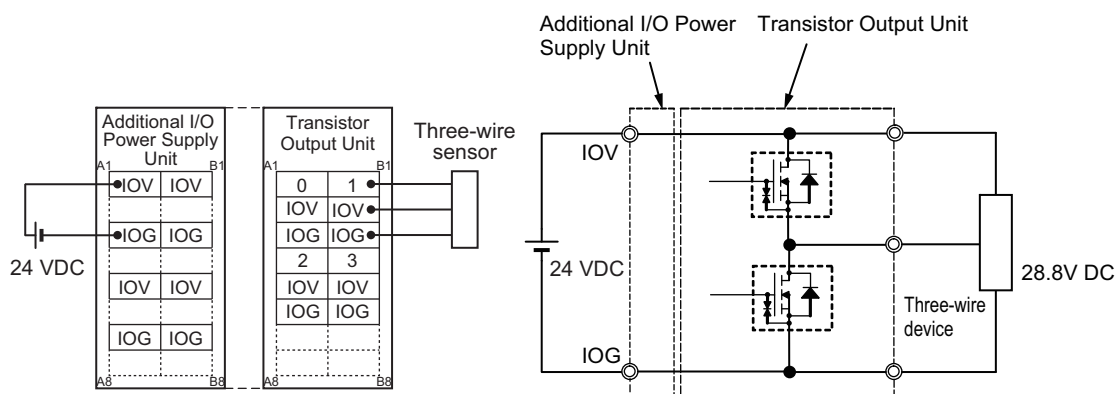 Additional I/O Power
Supply Unit
Transistor Output Unit
Additional I/O
Power Supply
Unit
A1
B1
IOV IOV
IOG IOG
IOV IOV
IOG IOG
A8
B8
24 VDC
Transistor
Output Unit
A1
B1
0 1
IOV IOV
IOG IOG
2 3
IOV IOV
IOG IOG
A8
B8
Three-wire
sensor
IOV
24 VDC
IOG
Three-wire
device
28.8V DC